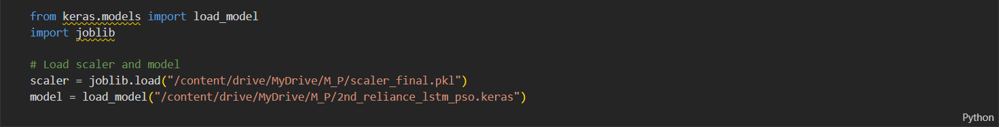 from keras.models import load_model
import joblib
# Load scaler and model
scaler = joblib.load("/content/drive/MyDrive/M_P/scaler_final.pkl")
model = load_model("/content/drive/MyDrive/M_P/2nd_reliance_lstm_pso.keras")
Python